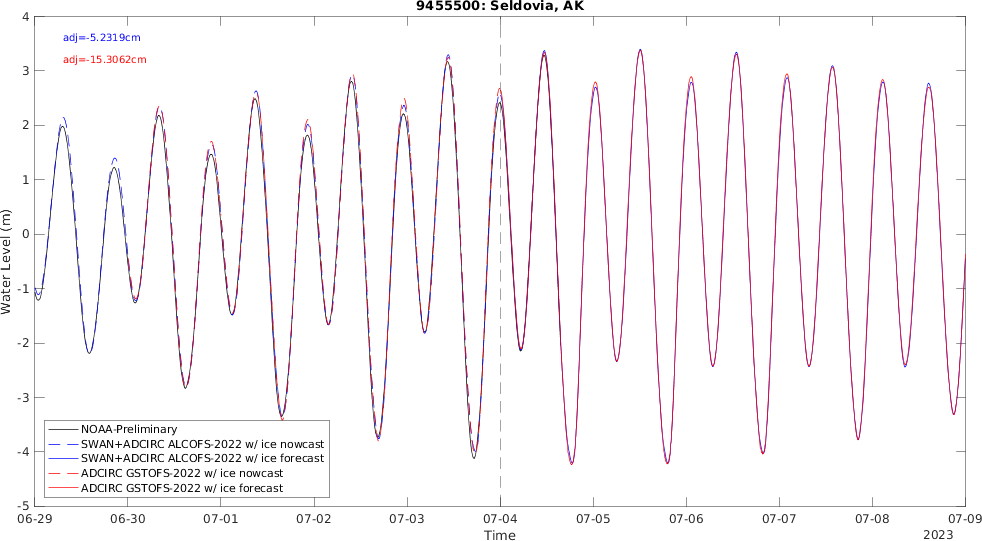 9455500: Seldovia, AK
4
3
2
1
0
-1
-2
-3
-4
-5
Water Level (m)
adj=-5.2319cm
adj=-15.3062cm
NOAA-Preliminary
SWAN+ADCIRC ALCOFS-2022 w/ ice nowcast
SWAN+ADCIRC ALCOFS-2022 w/ ice forecast
ADCIRC GSTOFS-2022 w/ ice nowcast
ADCIRC GSTOFS-2022 w/ ice forecast
06-29 06-30 07-01 07-02 07-03 07-04 07-05 07-06 07-07 07-08 07-09
Time
2023